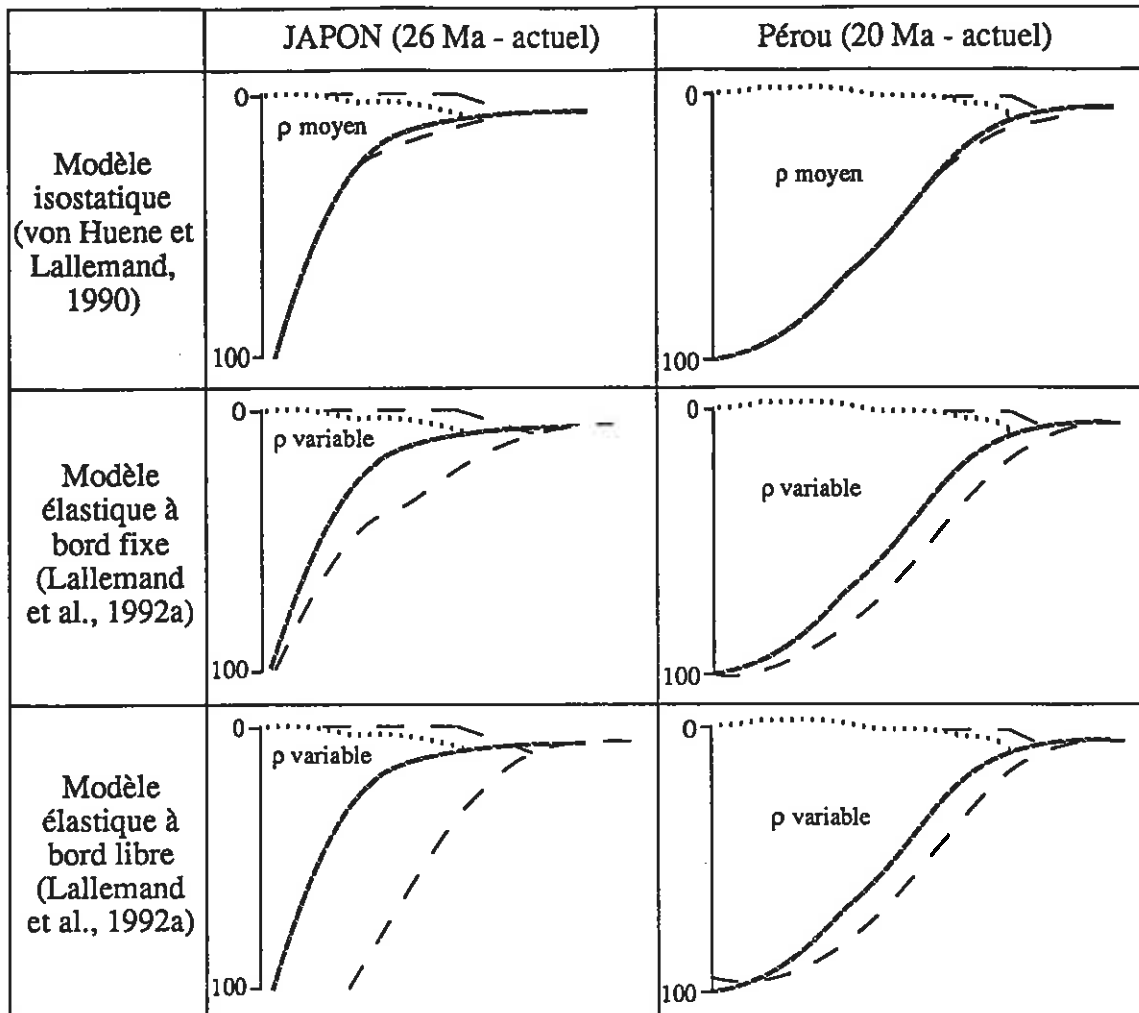 JAPON (26 Ma - actuel)
Pérou (20 Ma - actuel)
Modèle
isostatique
(von Huene et
Lallemand,
1990)
0
ρ moyen
100
0
ρ moyen
100
Modèle
élastique à
bord fixe
(Lallemand
et al., 1992a)
0
ρ variable
100
0
ρ variable
100
Modèle
élastique à
bord libre
(Lallemand
et al., 1992a)
0
ρ variable
100
0
ρ variable
100